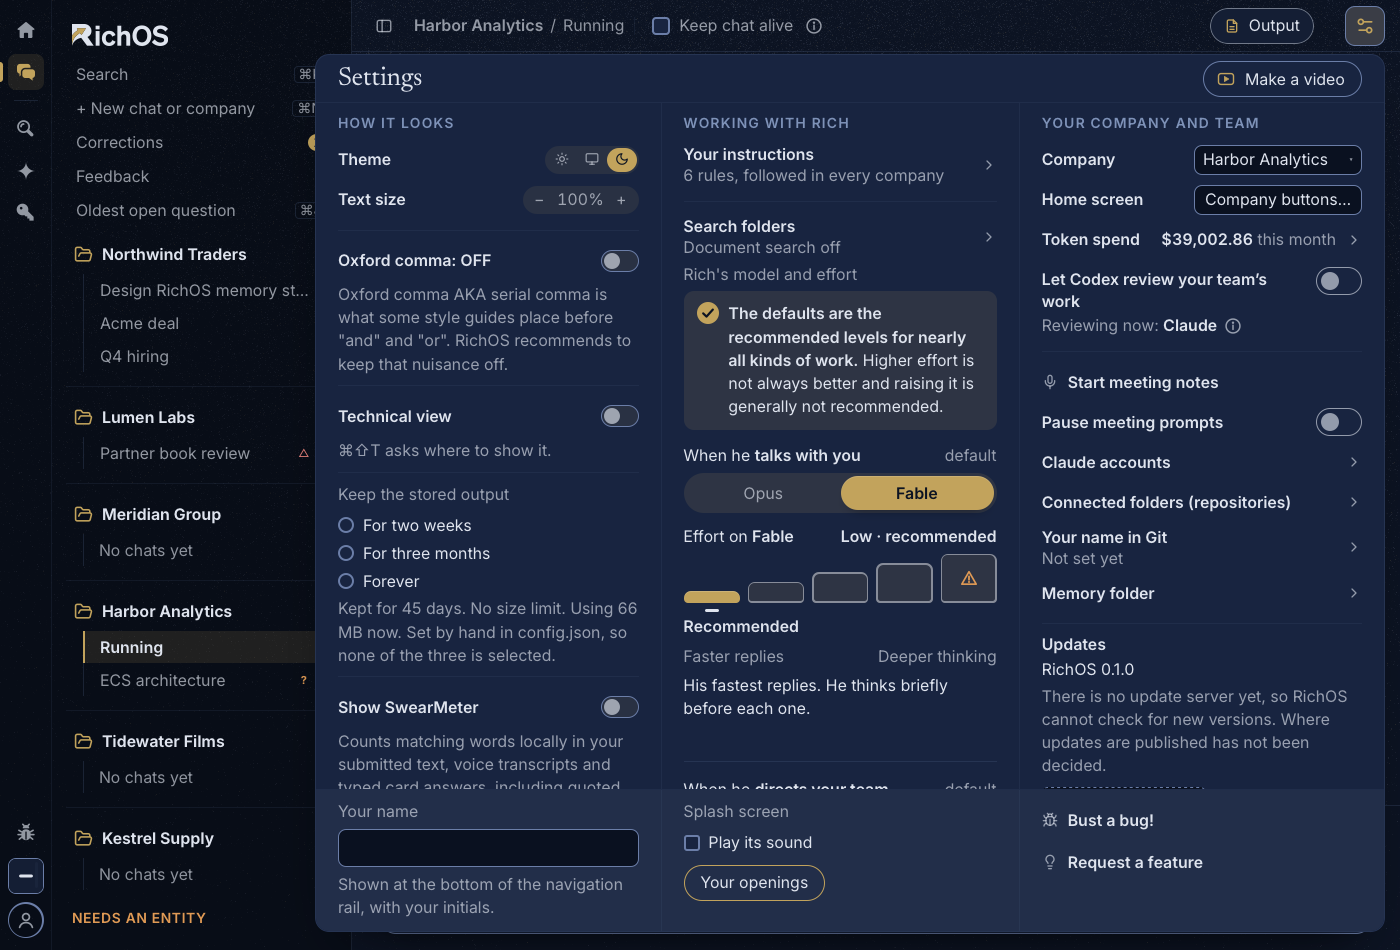 RichOS
Search
⌘
+ New chat or company
⌘
Corrections
Feedback
Oldest open question
⌘
Northwind Traders
Design RichOS memory st...
Acme deal
Q4 hiring
Lumen Labs
Partner book review
Meridian Group
No chats yet
Harbor Analytics
Running
ECS architecture
?
Tidewater Films
No chats yet
Kestrel Supply
No chats yet
NEEDS AN ENTITY
Harbor Analytics / Running
Keep chat alive
Output
Settings
Make a video
HOW IT LOOKS
Theme
Text size
− 100% +
Oxford comma: OFF
Oxford comma AKA serial comma is
what some style guides place before
"and" and "or". RichOS recommends to
keep that nuisance off.
Technical view
⌘⇧T asks where to show it.
Keep the stored output
For two weeks
For three months
Forever
Kept for 45 days. No size limit. Using 66
MB now. Set by hand in config.json, so
none of the three is selected.
Show SwearMeter
Counts matching words locally in your
submitted text, voice transcripts and
typed card answers, including quoted
Your name
Shown at the bottom of the navigation
rail, with your initials.
WORKING WITH RICH
Your instructions
6 rules, followed in every company
Search folders
Document search off
Rich's model and effort
The defaults are the
recommended levels for nearly
all kinds of work. Higher effort is
not always better and raising it is
generally not recommended.
When he talks with you
default
Opus
Fable
Effort on Fable
Low · recommended
Recommended
Faster replies
Deeper thinking
His fastest replies. He thinks briefly
before each one.
When he directs your team
default
Splash screen
Play its sound
Your openings
YOUR COMPANY AND TEAM
Company
Harbor Analytics
Home screen
Company buttons...
Token spend
$39,002.86 this month
Let Codex review your team’s
work
Reviewing now: Claude
Start meeting notes
Pause meeting prompts
Claude accounts
Connected folders (repositories)
Your name in Git
Not set yet
Memory folder
Updates
RichOS 0.1.0
There is no update server yet, so RichOS
cannot check for new versions. Where
updates are published has not been
decided.
Bust a bug!
Request a feature